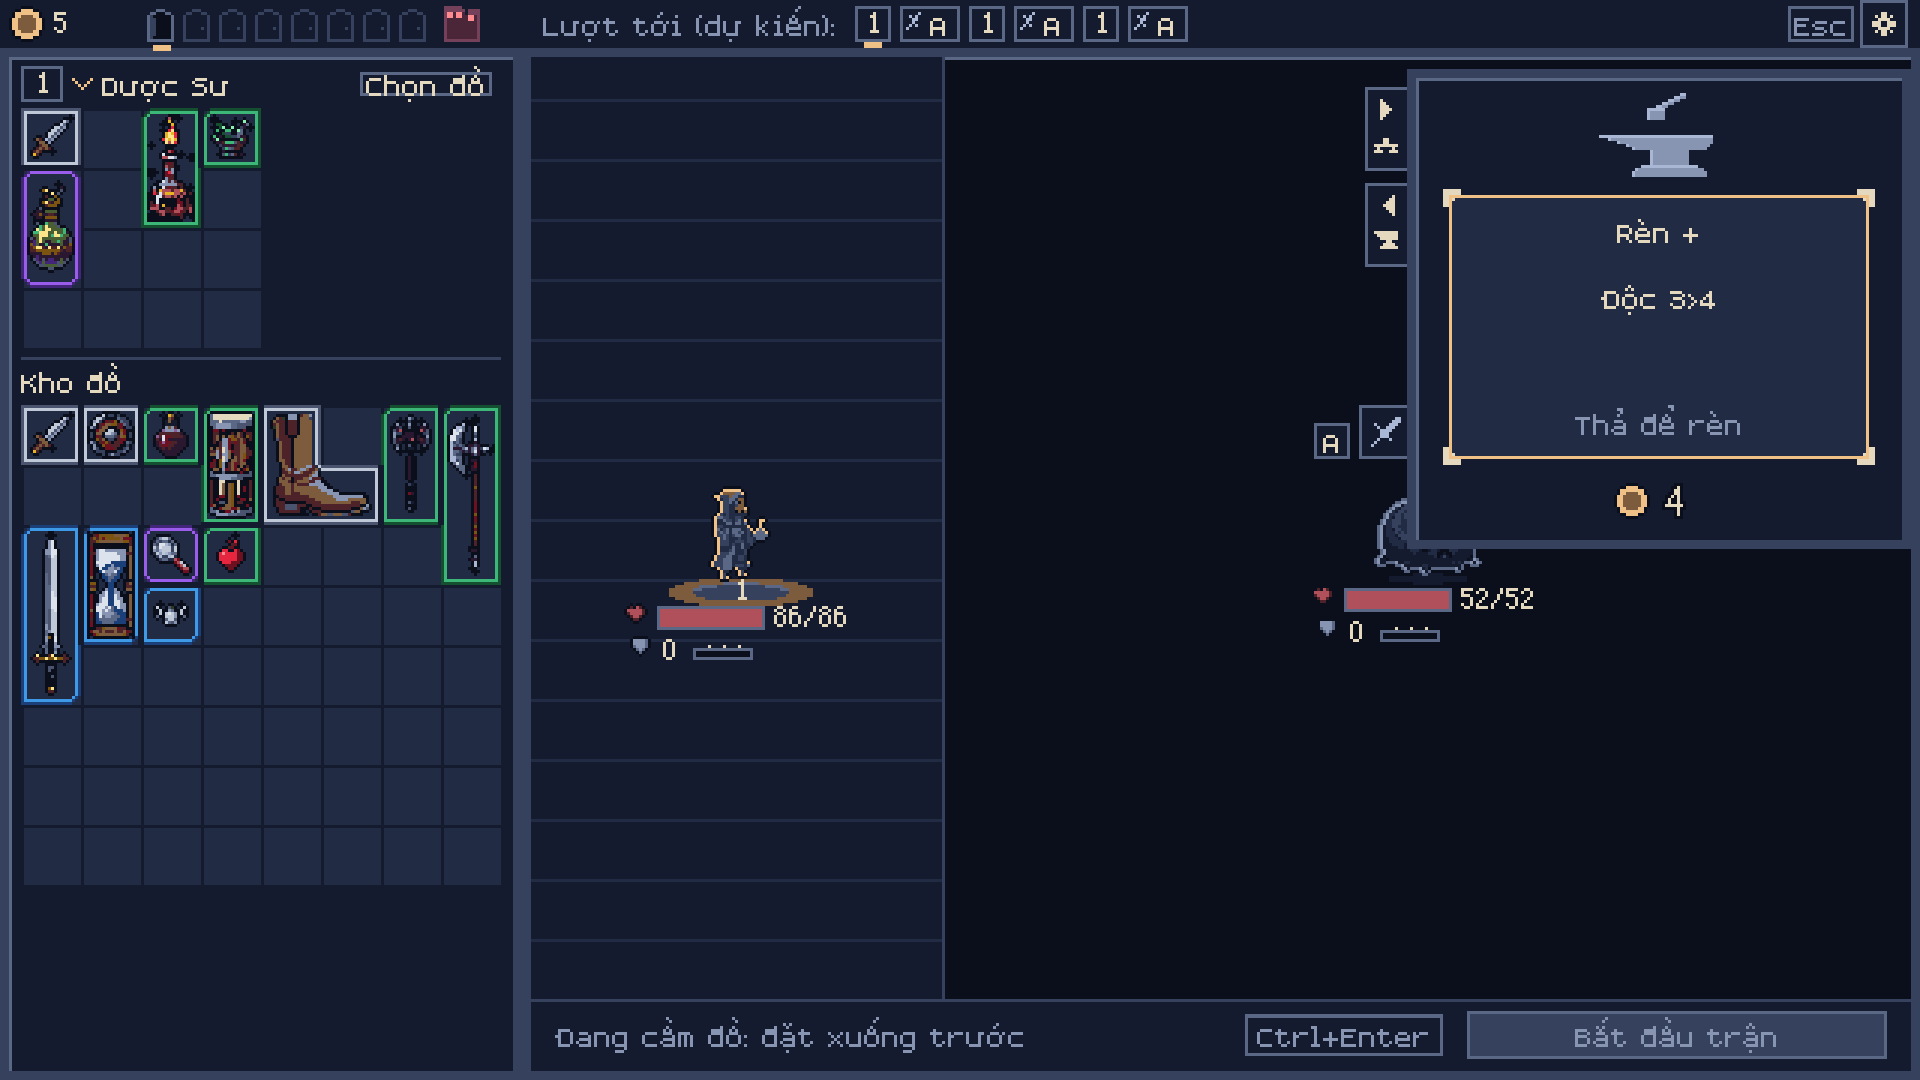 5
Lượt tới (dự kiến): 1 A 1 A 1 A
Esc
1 Dược Sư
Chọn đồ
Kho đồ
Rèn +
Độc 3>4
Thả để rèn
4
A
1
86/86
0
52/52
0
Đang cầm đồ: đặt xuống trước
Ctrl+Enter
Bắt đầu trận